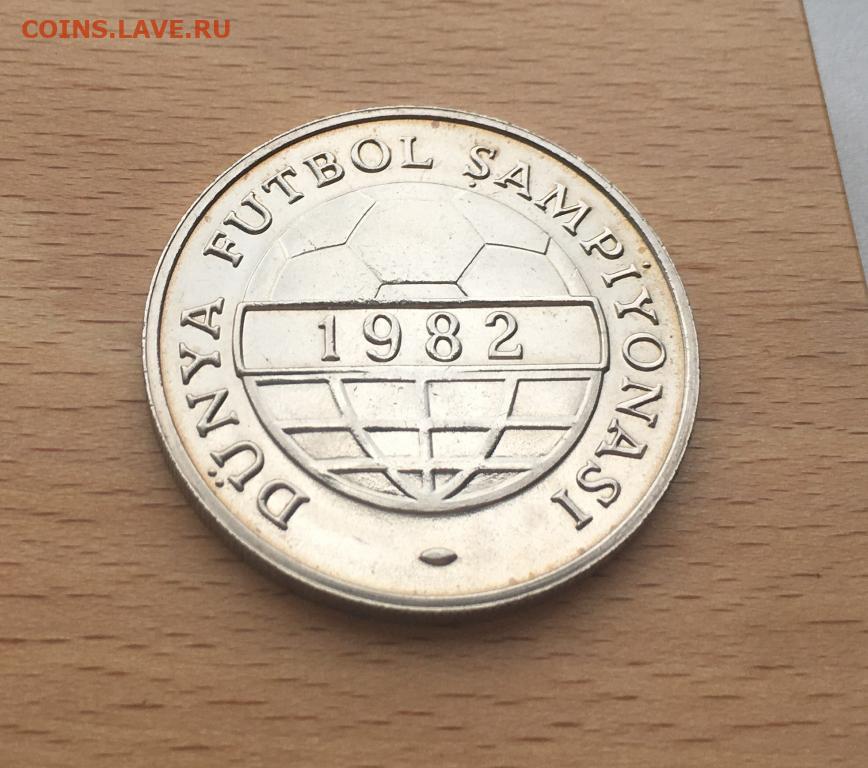 COINS.LAVE.RU
DÜNYA FUTBOL ŞAMPİYONASI
1982